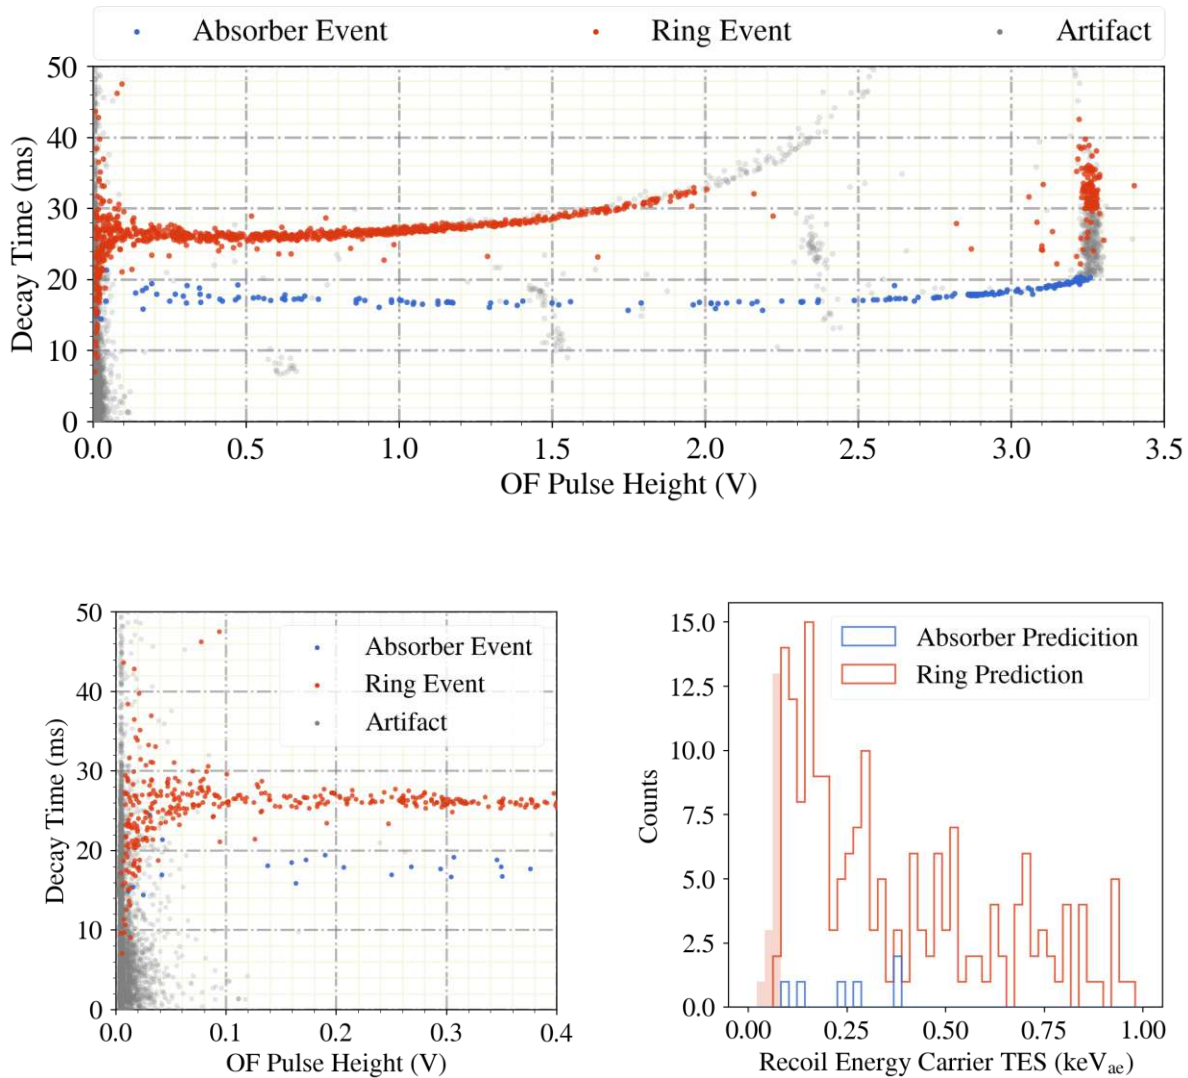 Absorber Event Ring Event Artifact
50
40
30
20
10
0
Decay Time (ms)
0.0 0.5 1.0 1.5 2.0 2.5 3.0 3.5
OF Pulse Height (V)
50
40
30
20
10
0
Decay Time (ms)
Absorber Event
Ring Event
Artifact
0.0 0.1 0.2 0.3 0.4
OF Pulse Height (V)
15.0
12.5
10.0
7.5
5.0
2.5
0.0
Counts
Absorber Predicition
Ring Prediction
0.00 0.25 0.50 0.75 1.00
Recoil Energy Carrier TES (keVae)